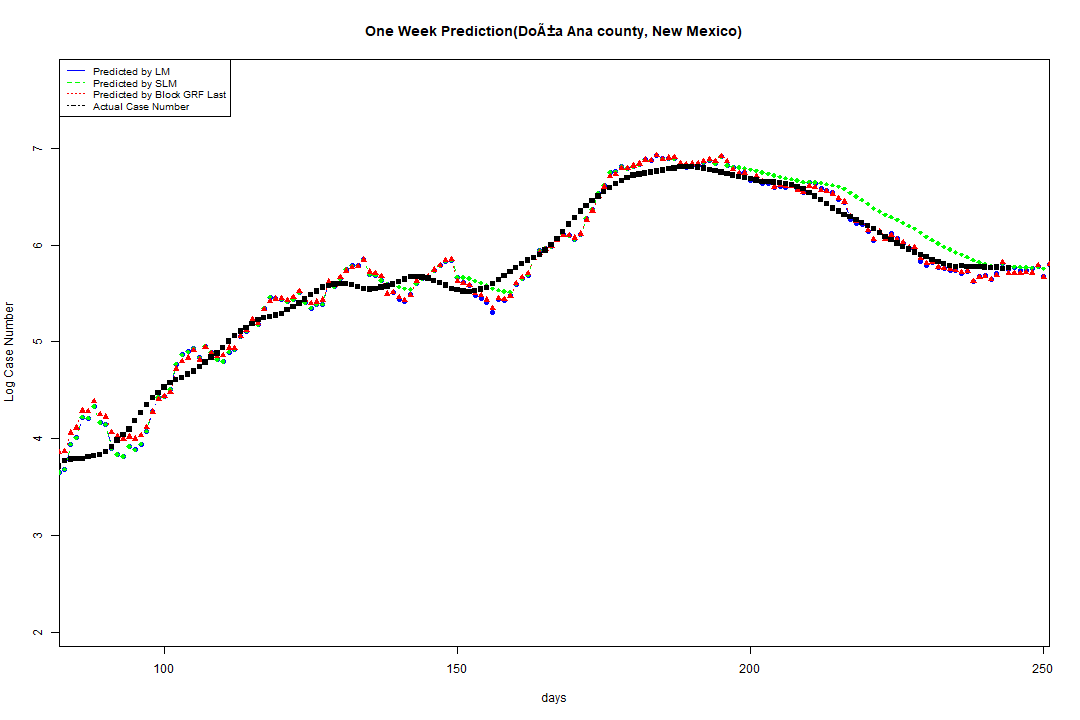 One Week Prediction(DoÃ±a Ana county, New Mexico)
Predicted by LM
Predicted by SLM
Predicted by Block GRF Last
Actual Case Number
7
6
5
4
3
2
Log Case Number
100 150 200 250
days